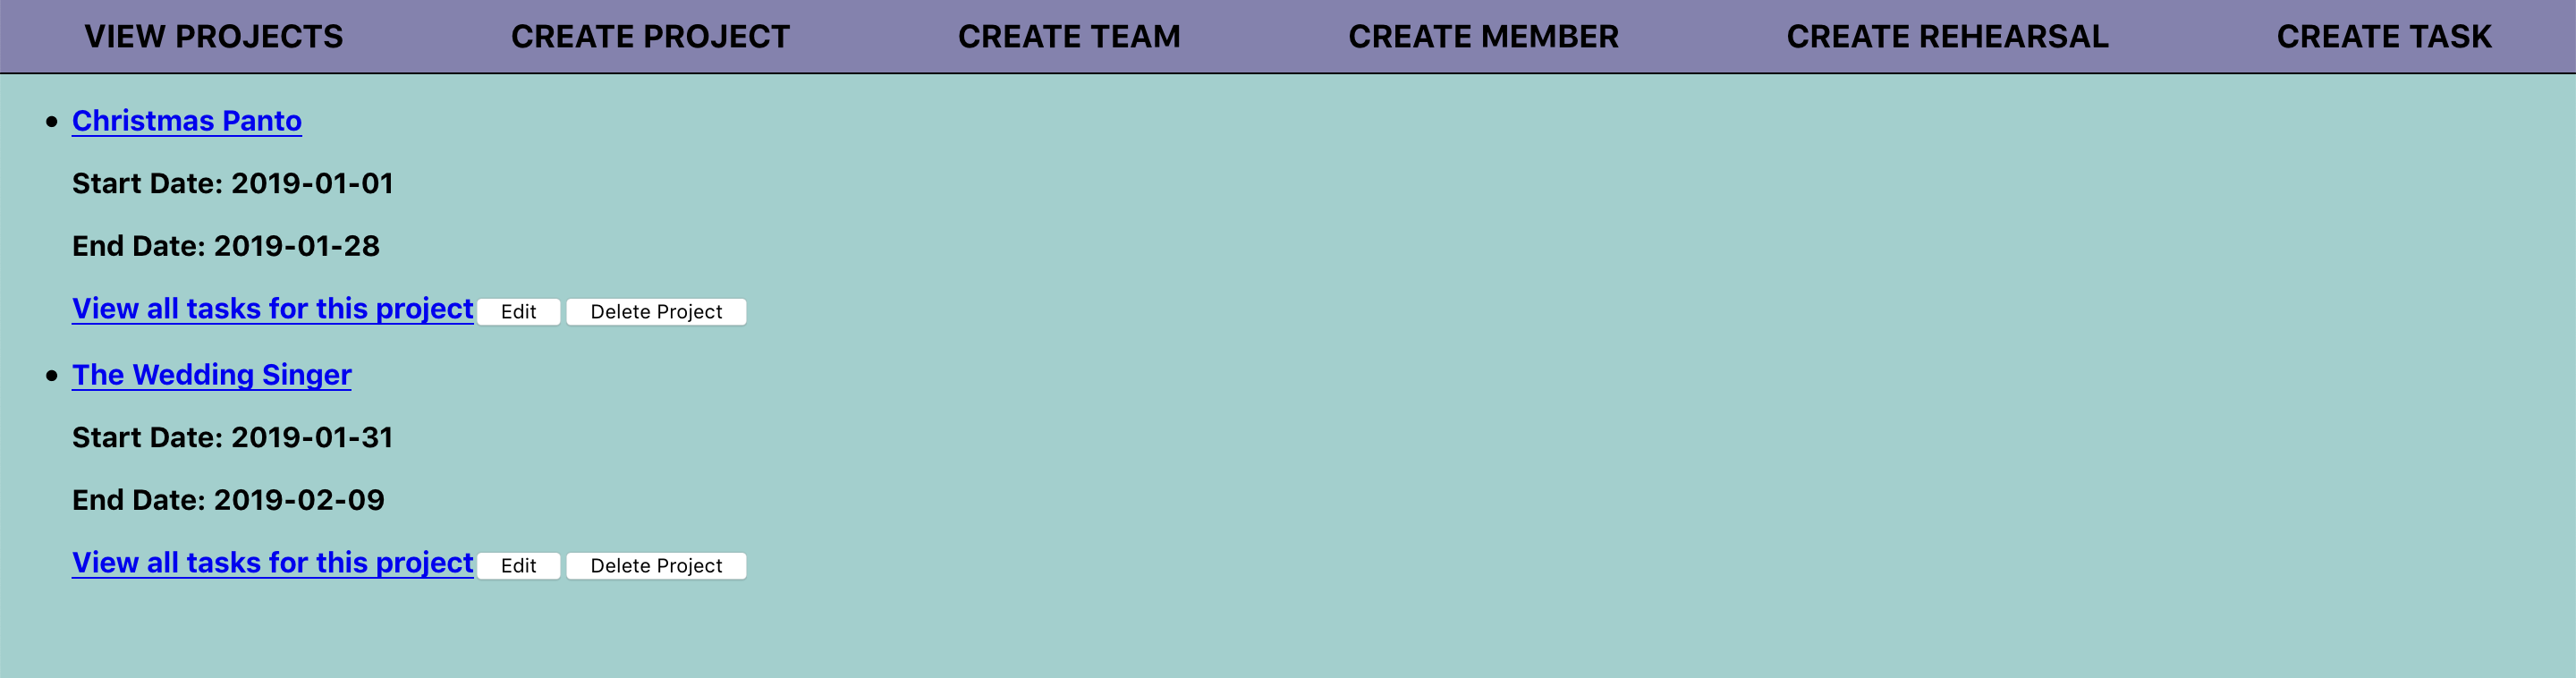 VIEW PROJECTS CREATE PROJECT CREATE TEAM CREATE MEMBER CREATE REHEARSAL CREATE TASK
Christmas Panto
Start Date: 2019-01-01
End Date: 2019-01-28
View all tasks for this project Edit Delete Project
The Wedding Singer
Start Date: 2019-01-31
End Date: 2019-02-09
View all tasks for this project Edit Delete Project